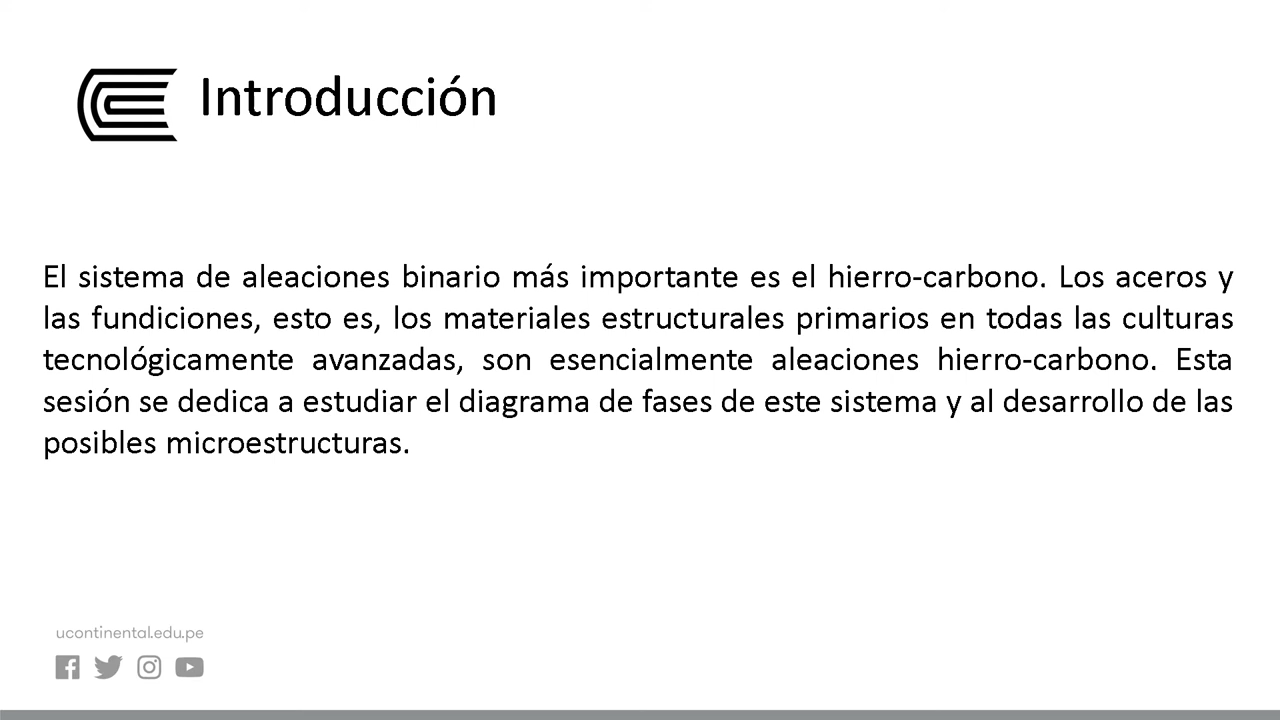 Introducción
El sistema de aleaciones binario más importante es el hierro-carbono. Los aceros y
las fundiciones, esto es, los materiales estructurales primarios en todas las culturas
tecnológicamente avanzadas, son esencialmente aleaciones hierro-carbono. Esta
sesión se dedica a estudiar el diagrama de fases de este sistema y al desarrollo de las
posibles microestructuras.
ucontinental.edu.pe